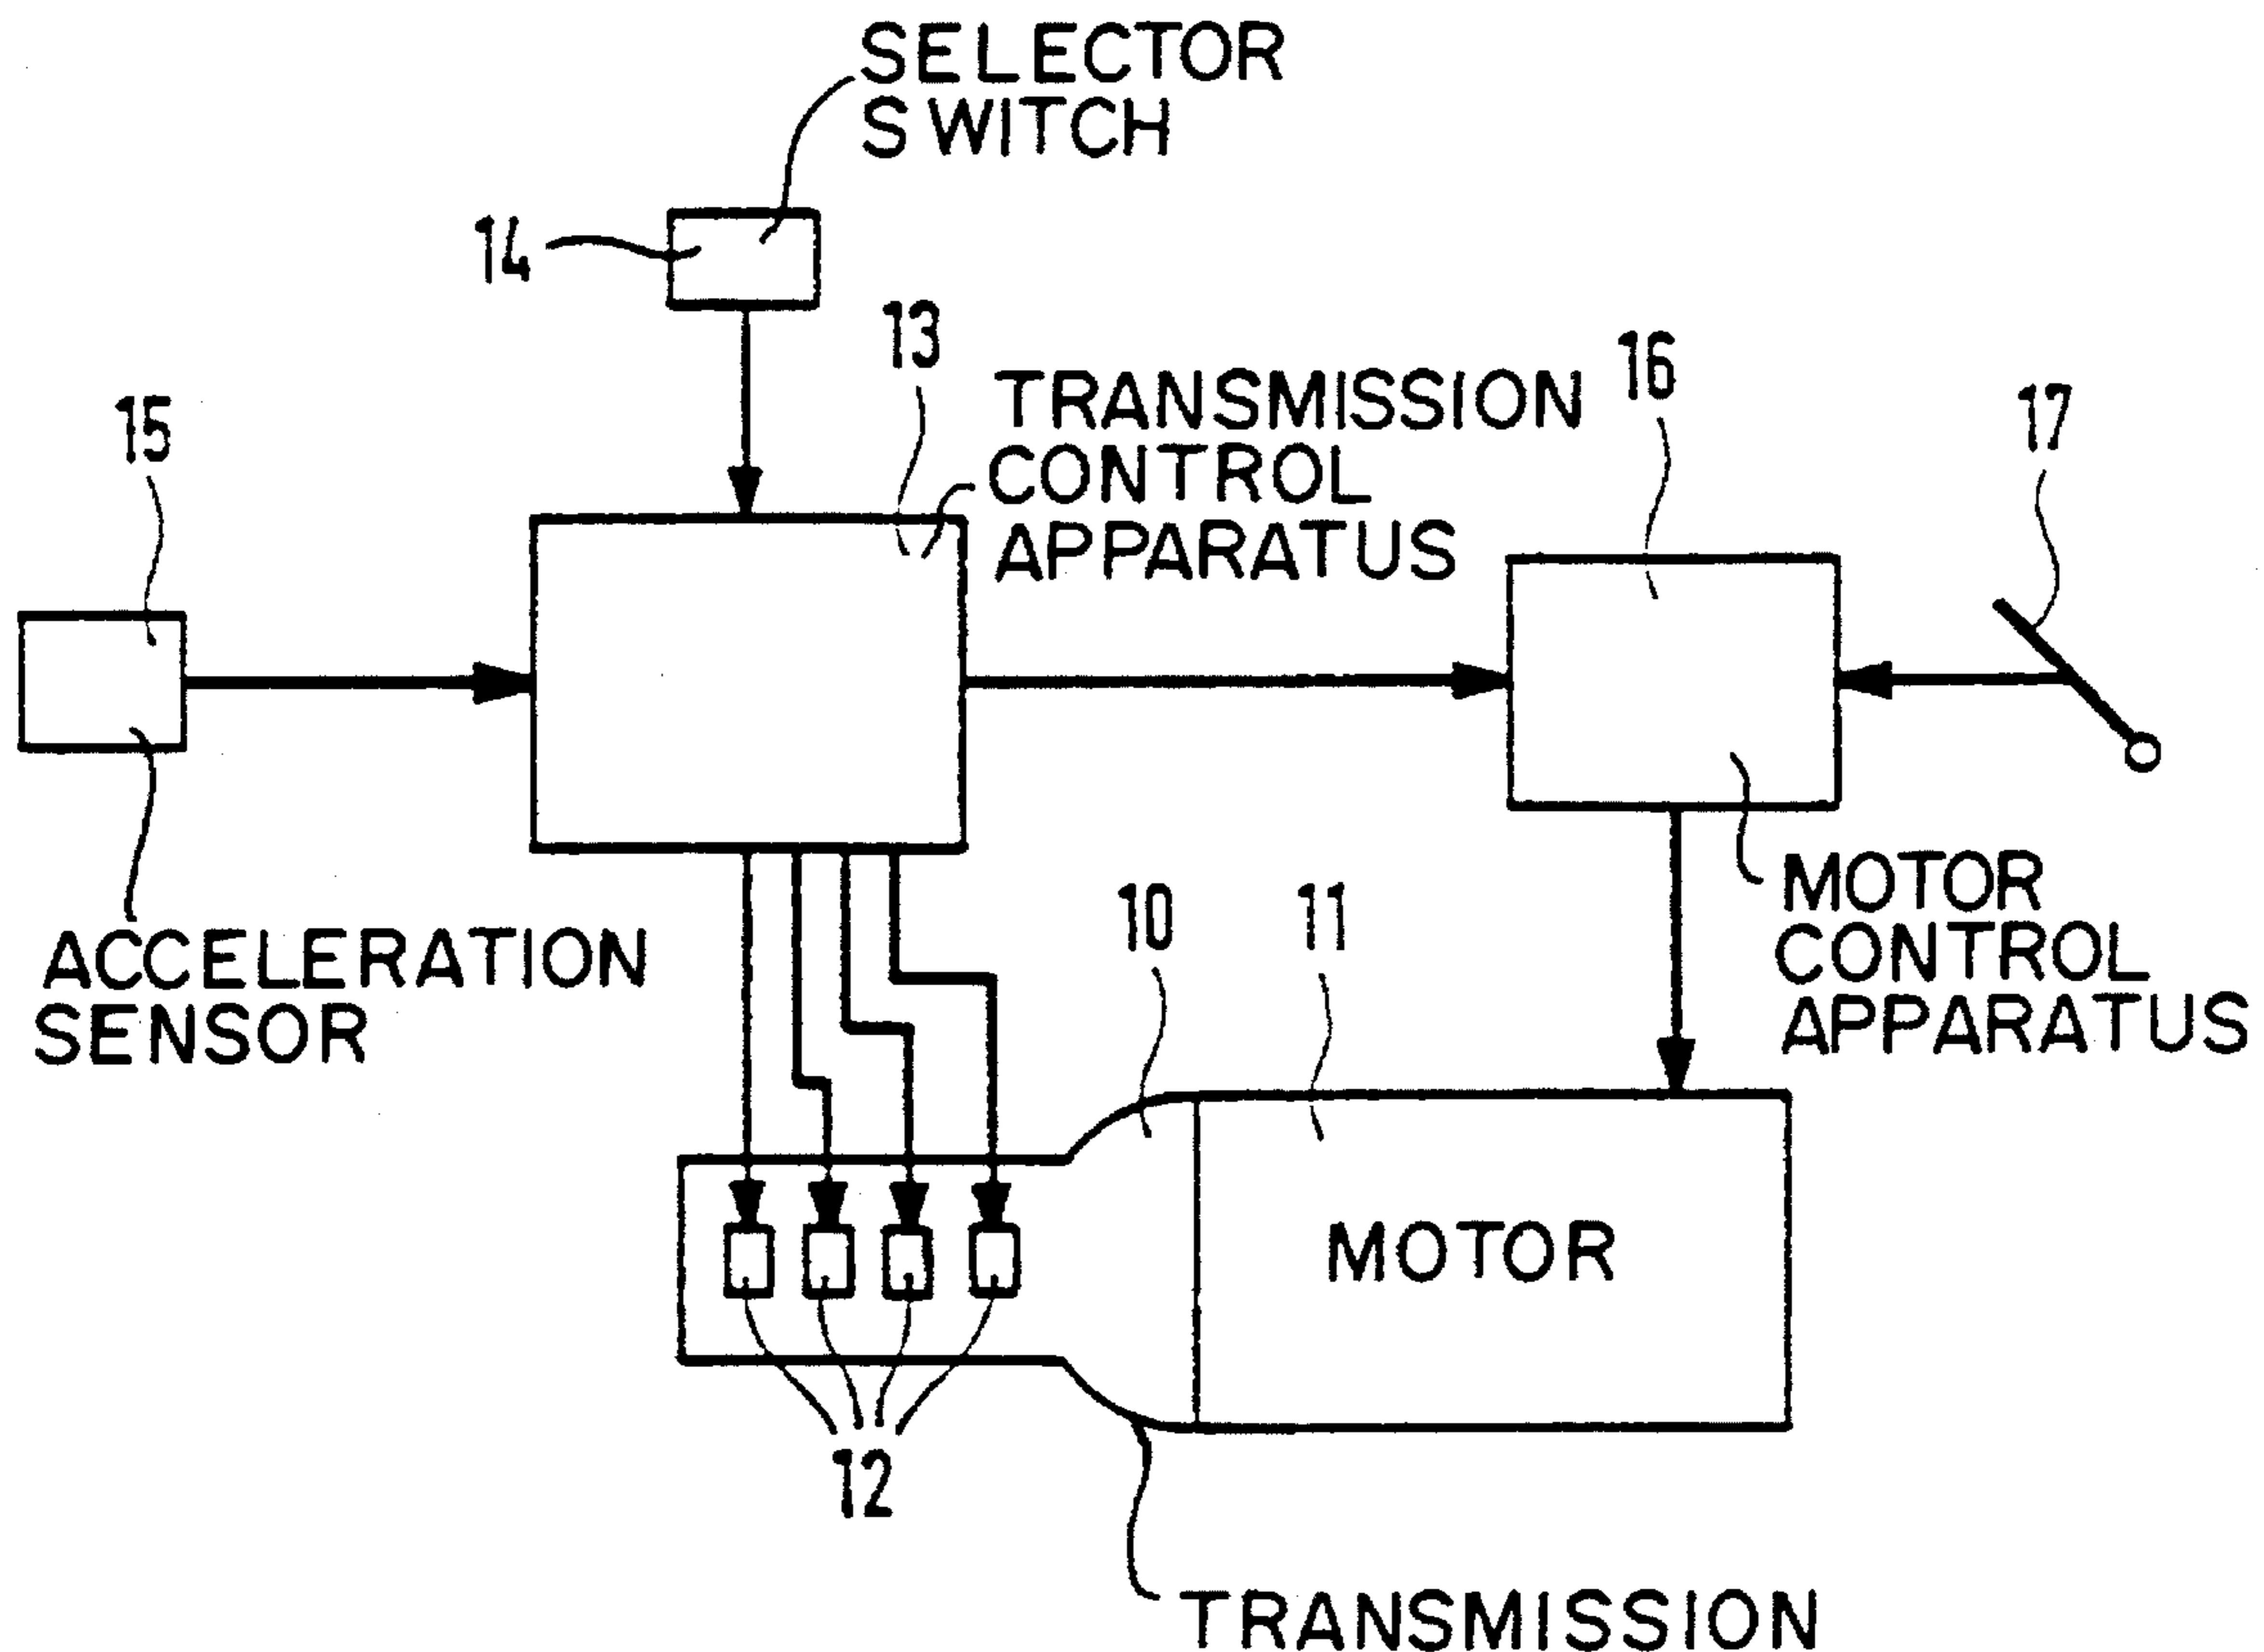 SELECTOR
SWITCH
14
13
16
TRANSMISSION
CONTROL
APPARATUS
15
17
MOTOR
CONTROL
APPARATUS
10
11
ACCELERATION
SENSOR
MOTOR
12
TRANSMISSION